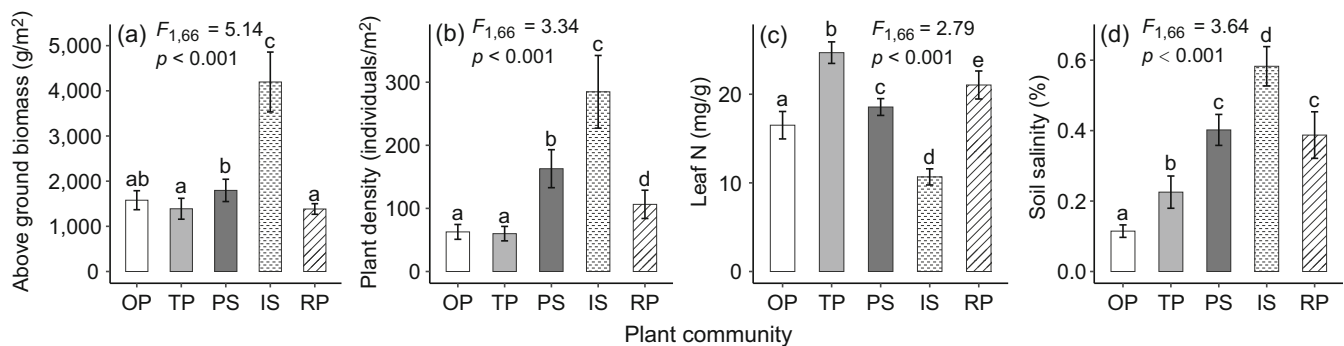 Above ground biomass (g/m²)
(a)
F1,66 = 5.14
p < 0.001
5,000
4,000
3,000
2,000
1,000
0
ab
a
b
c
a
OP TP PS IS RP
Plant density (individuals/m²)
(b)
F1,66 = 3.34
p < 0.001
300
200
100
0
a
a
b
c
d
OP TP PS IS RP
Leaf N (mg/g)
(c)
F1,66 = 2.79
p < 0.001
20
10
0
a
b
c
d
e
OP TP PS IS RP
Soil salinity (%)
(d)
F1,66 = 3.64
p < 0.001
0.6
0.4
0.2
0.0
a
b
c
d
c
OP TP PS IS RP
Plant community